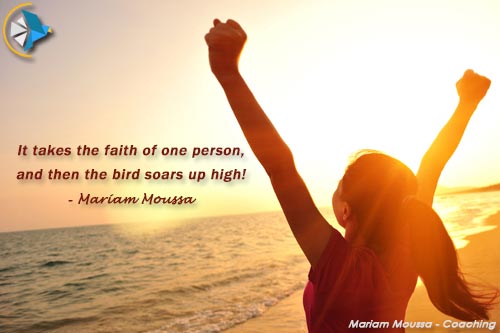 It takes the faith of one person,
and then the bird soars up high!
- Mariam Moussa
Mariam Moussa - Coaching